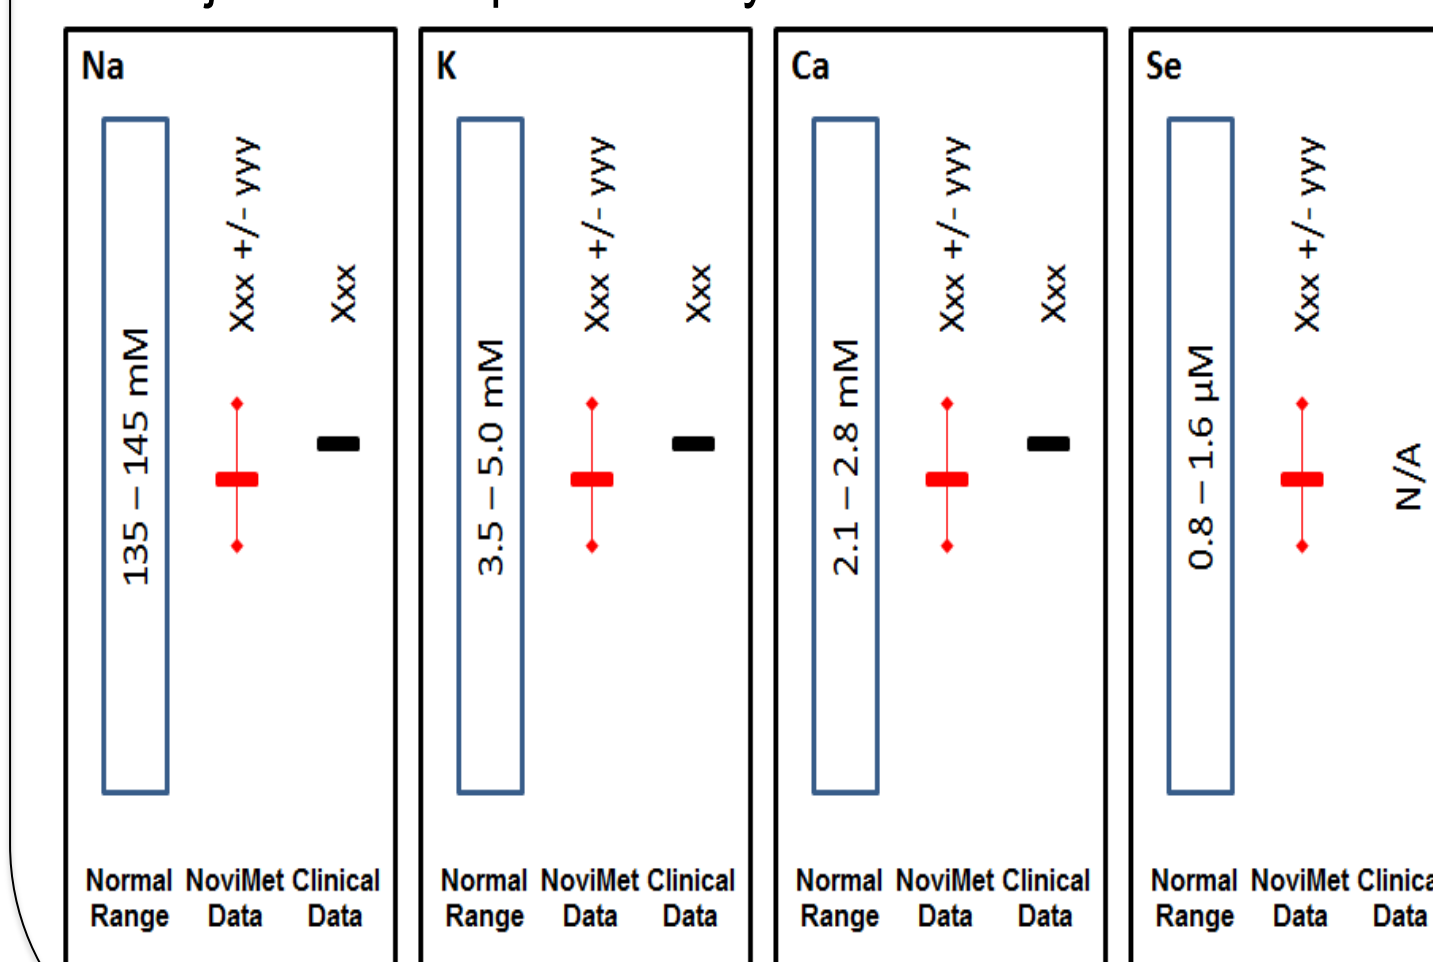 Na
135 – 145 mM
Xxx +/- yyy
Xxx
Normal Range
NoviMet Data
Clinical Data
K
3.5 – 5.0 mM
Xxx +/- yyy
Xxx
Normal Range
NoviMet Data
Clinical Data
Ca
2.1 – 2.8 mM
Xxx +/- yyy
Xxx
Normal Range
NoviMet Data
Clinical Data
Se
0.8 – 1.6 µM
Xxx +/- yyy
N/A
Normal Range
NoviMet Data
Clinica
Data